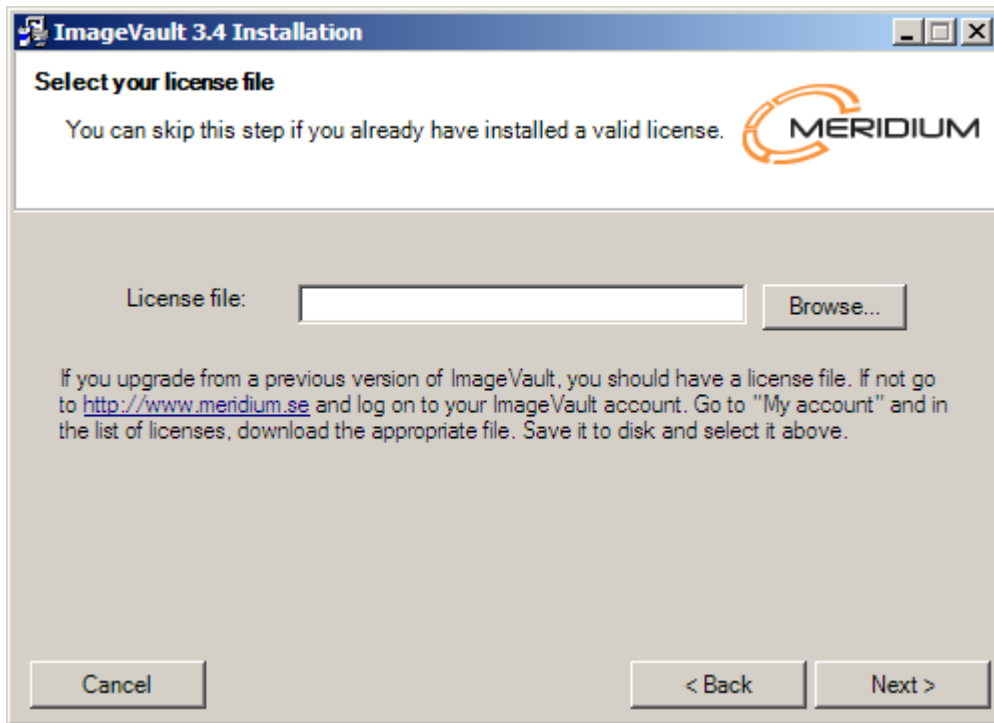 ImageVault 3.4 Installation
Select your license file
You can skip this step if you already have installed a valid license.
MERIDIUM
License file:
Browse...
If you upgrade from a previous version of ImageVault, you should have a license file. If not go
to http://www.meridium.se and log on to your ImageVault account. Go to "My account" and in
the list of licenses, download the appropriate file. Save it to disk and select it above.
Cancel
< Back
Next >